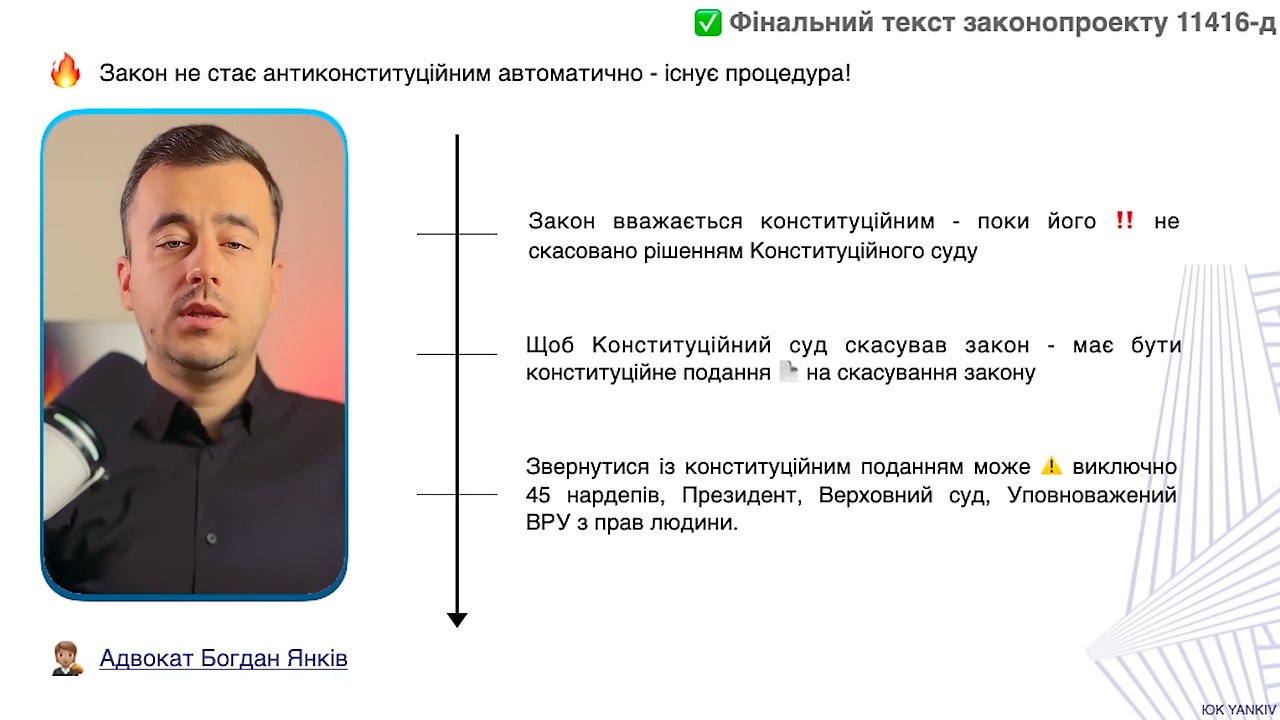 ✅ Фінальний текст законопроекту 11416-д
🔥 Закон не стає антиконституційним автоматично - існує процедура!
Закон вважається конституційним - поки його ‼️ не
скасовано рішенням Конституційного суду
Щоб Конституційний суд скасував закон - має бути
конституційне подання на скасування закону
Звернутися із конституційним поданням може ⚠️ виключно
45 нардепів, Президент, Верховний суд, Уповноважений
ВРУ з прав людини.
Адвокат Богдан Янків
ЮК YANKIV